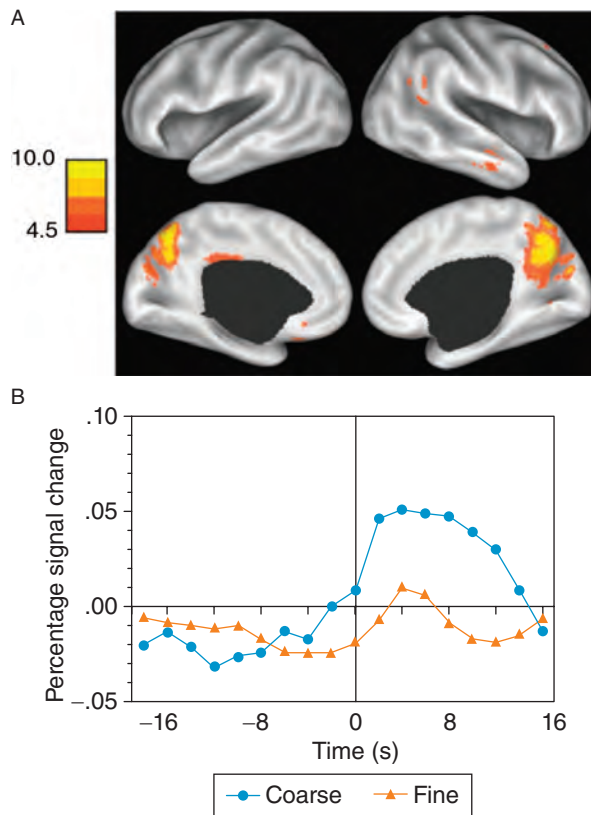 A
10.0
4.5
B
.10
.05
.00
−.05
Percentage signal change
−16 −8 0 8 16
Time (s)
Coarse Fine